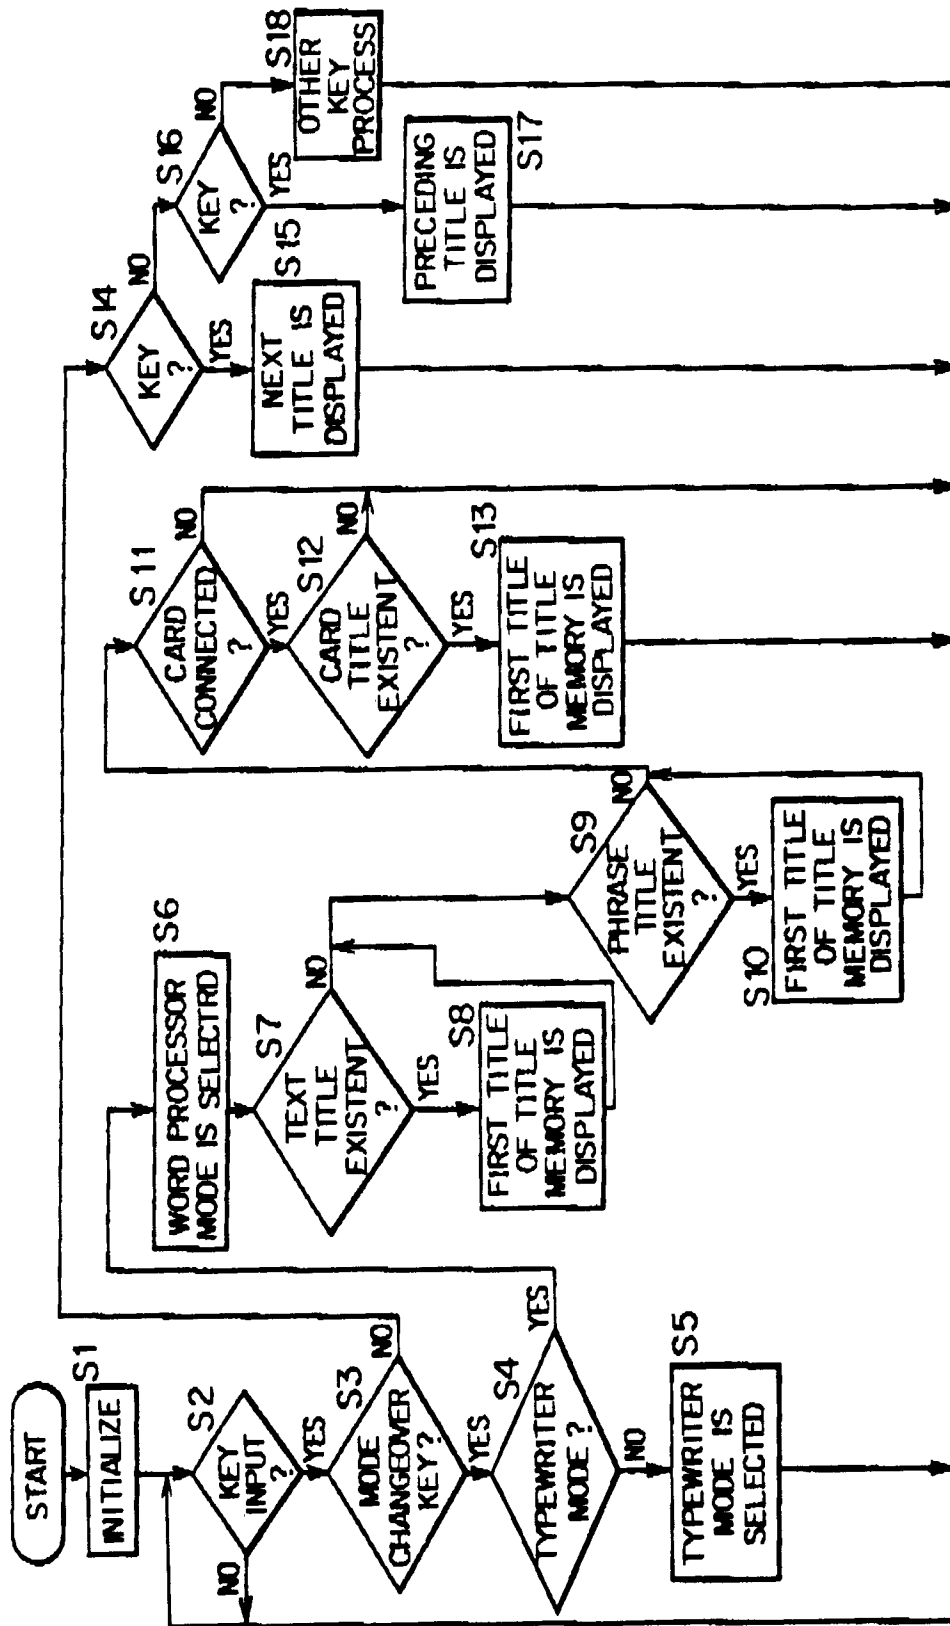 START
S1
INITIALIZE
S2
KEY
INPUT
?
NO
YES
S3
MODE
CHANGEOVER
KEY?
NO
YES
S4
TYPEWRITER
MODE?
YES
NO
S5
TYPEWRITER
MODE IS
SELECTED
S6
WORD PROCESSOR
MODE IS SELECTRD
S7
TEXT
TITLE
EXISTENT
?
NO
YES
S8
FIRST TITLE
OF TITLE
MEMORY IS
DISPLAYED
S9
PHRASE
TITLE
EXISTENT
?
NO
YES
S10
FIRST TITLE
OF TITLE
MEMORY IS
DISPLAYED
S11
CARD
CONNECTED
?
NO
YES
S12
CARD
TITLE
EXISTENT
?
NO
YES
S13
FIRST TITLE
OF TITLE
MEMORY IS
DISPLAYED
S14
KEY
?
NO
YES
S15
NEXT
TITLE IS
DISPLAYED
S16
KEY
?
NO
YES
S17
PRECEDING
TITLE IS
DISPLAYED
S18
OTHER
KEY
PROCESS